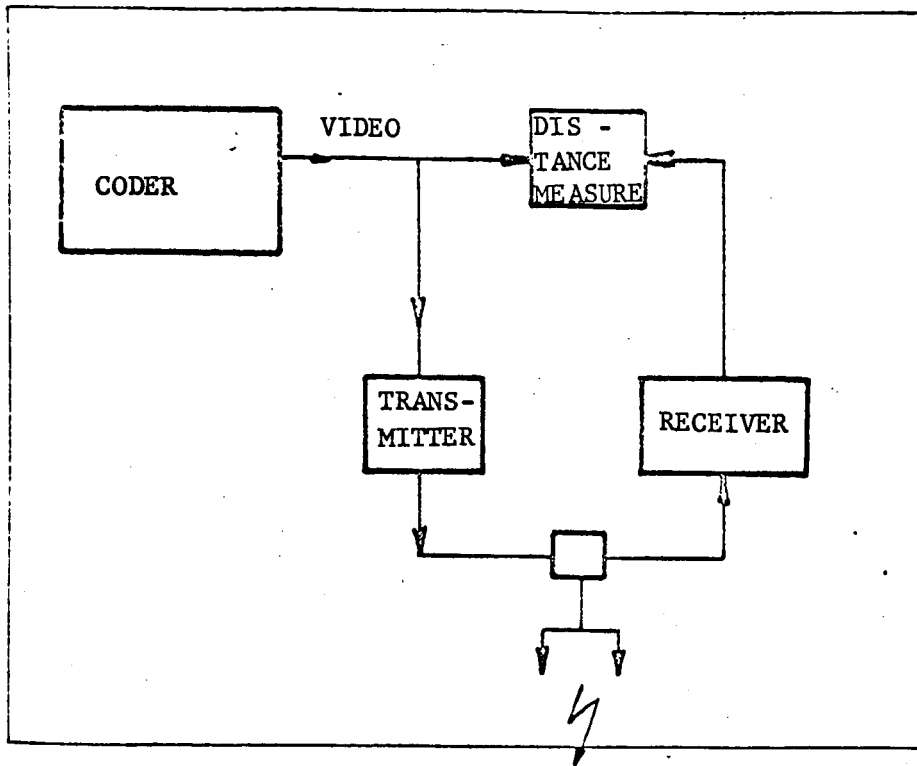 VIDEO
CODER
DIS -
TANCE
MEASURE
TRANS-
MITTER
RECEIVER